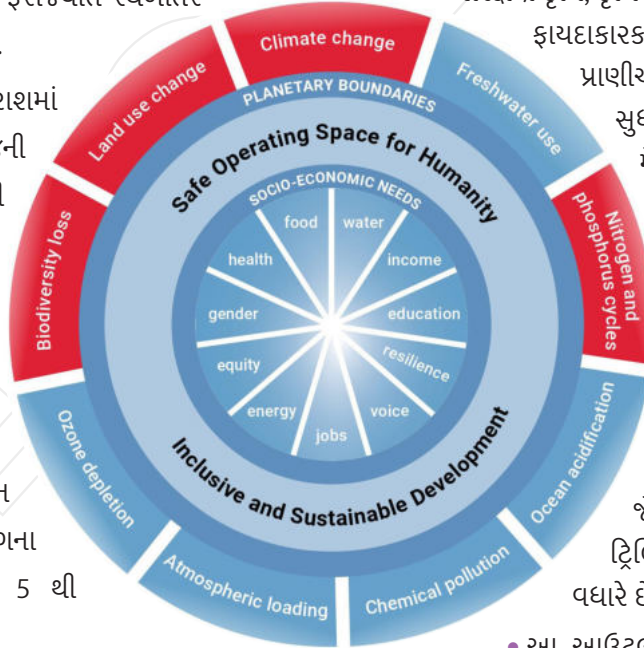 ફાયદાકારક
શમાં
Climate change
Freshwater use
Nitrogen and
phosphorus cycles
Ocean acidification
Chemical pollution
Atmospheric loading
Ozone depletion
Biodiversity loss
Land use change
PLANETARY BOUNDARIES
Safe Operating Space for Humanity
SOCIO-ECONOMIC NEEDS
food
water
income
education
resilience
voice
jobs
energy
equity
gender
health
Inclusive and Sustainable Development
5 થી
વધારે
• આ